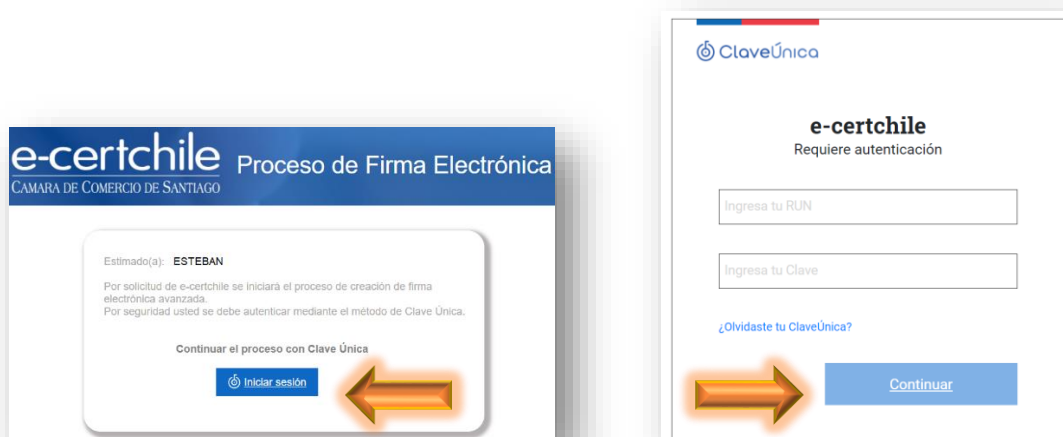 e-certchile Proceso de Firma Electrónica
CAMARA DE COMERCIO DE SANTIAGO
Estimado(a): ESTEBAN
Por solicitud de e-certchile se iniciará el proceso de creación de firma
electrónica avanzada.
Por seguridad usted se debe autenticar mediante el método de Clave Única.
Continuar el proceso con Clave Única
Iniciar sesión
ClaveÚnica
e-certchile
Requiere autenticación
Ingresa tu RUN
Ingresa tu Clave
¿Olvidaste tu ClaveÚnica?
Continuar